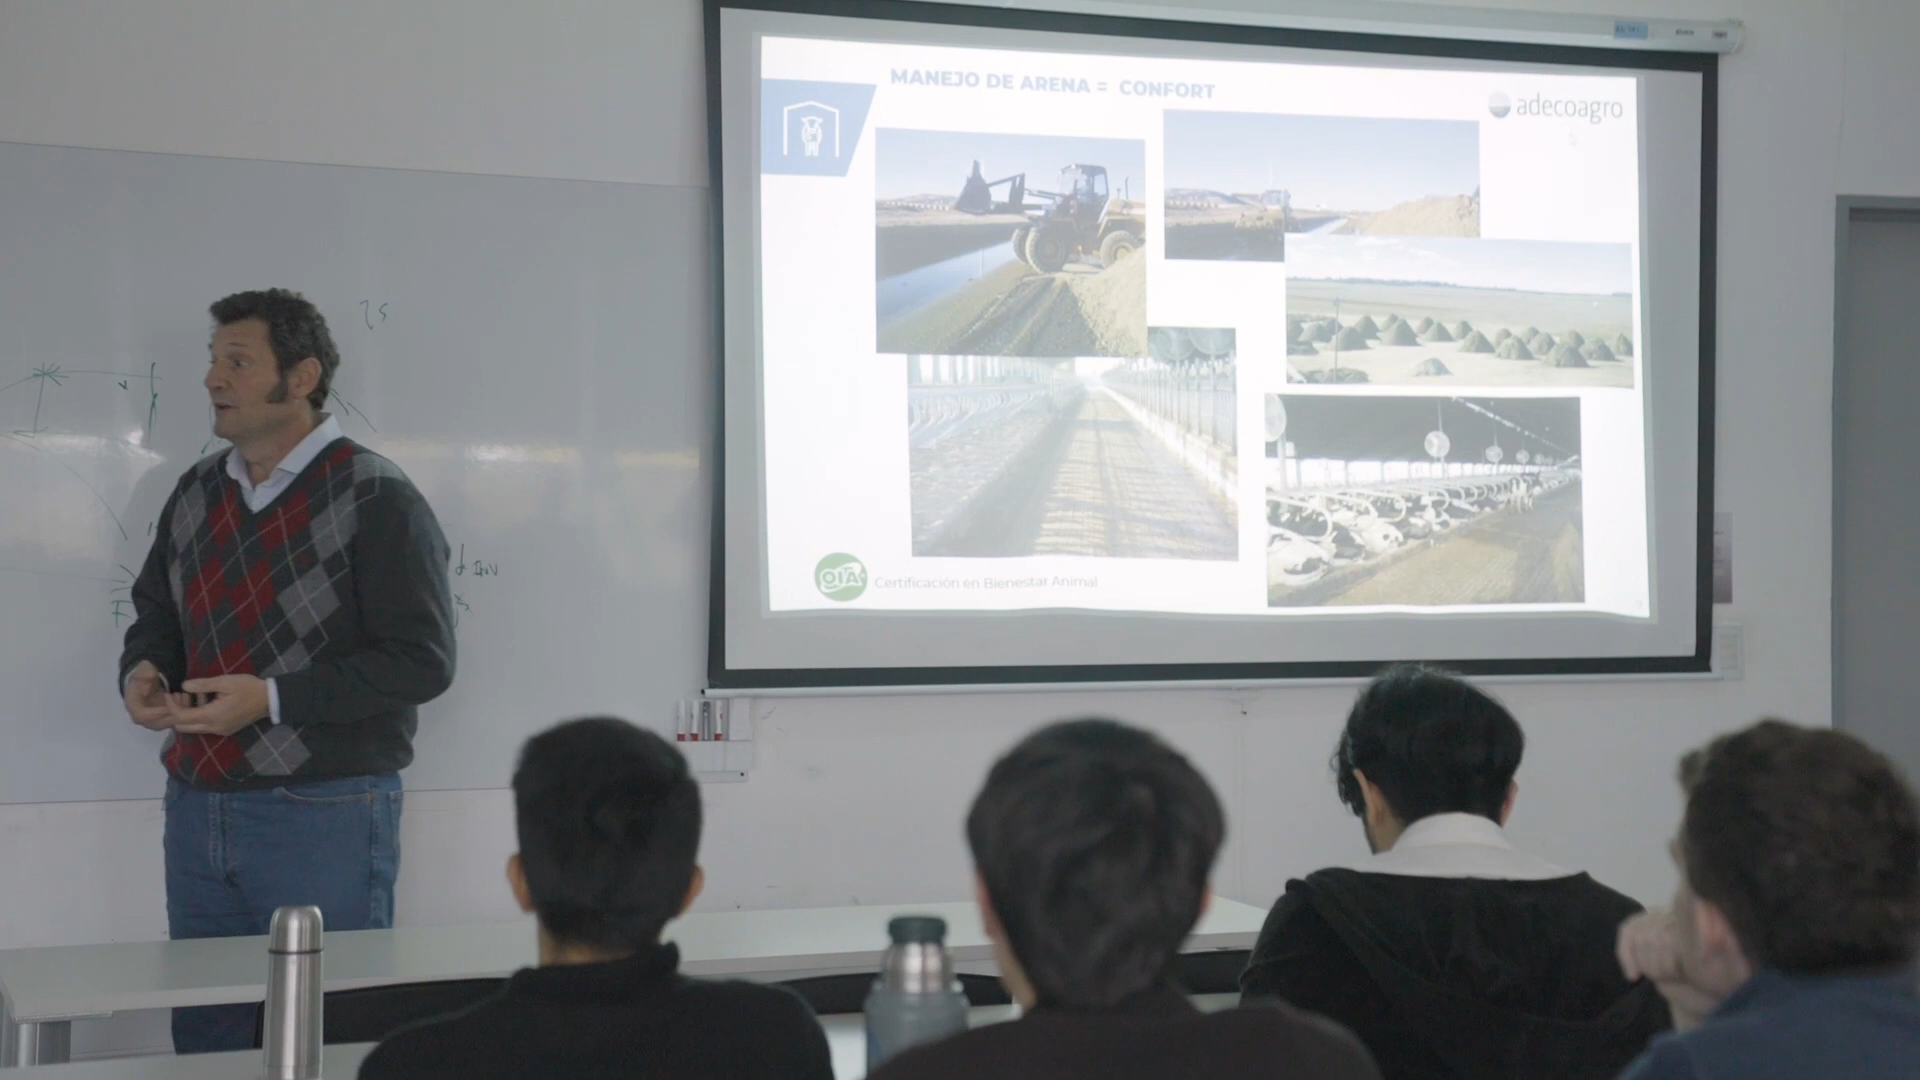 MANEJO DE ARENA = CONFORT
adecoagro
OIA
Certificación en Bienestar Animal